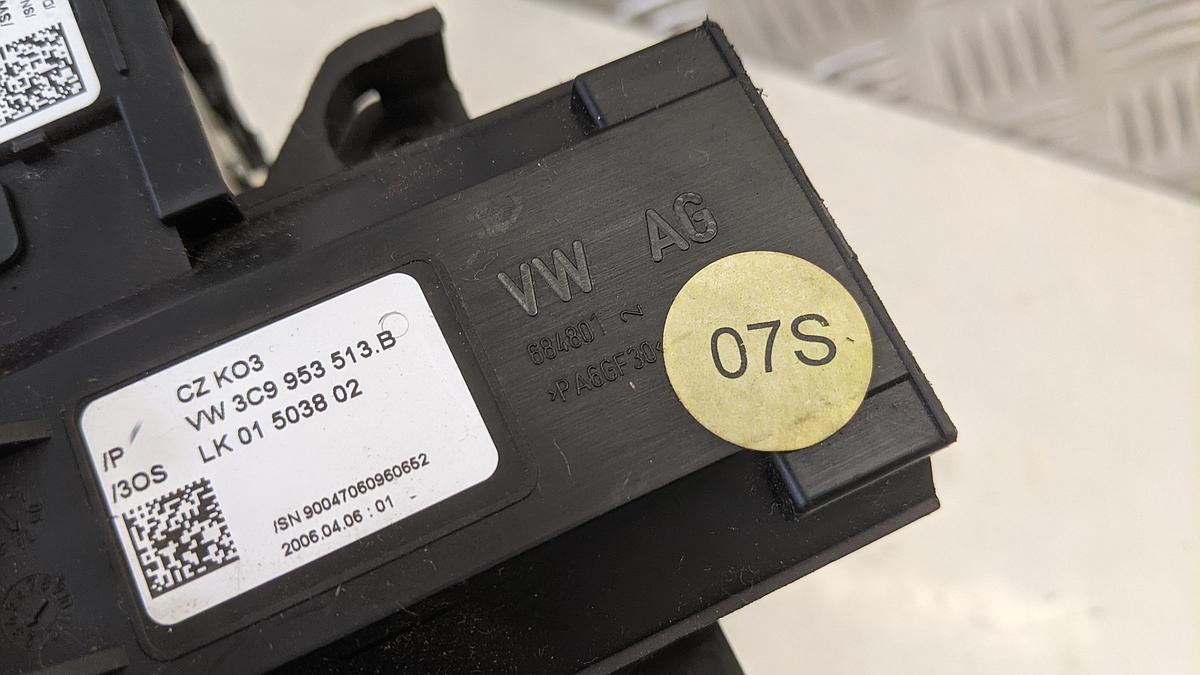 CZ KO3
VW 3C9 953 513.B
LK 01 5038 02
/P
/3OS
/SN 90047060960652
2006.04.06 : 01 -
VW AG
684801 2
>PA6GF30<
07S